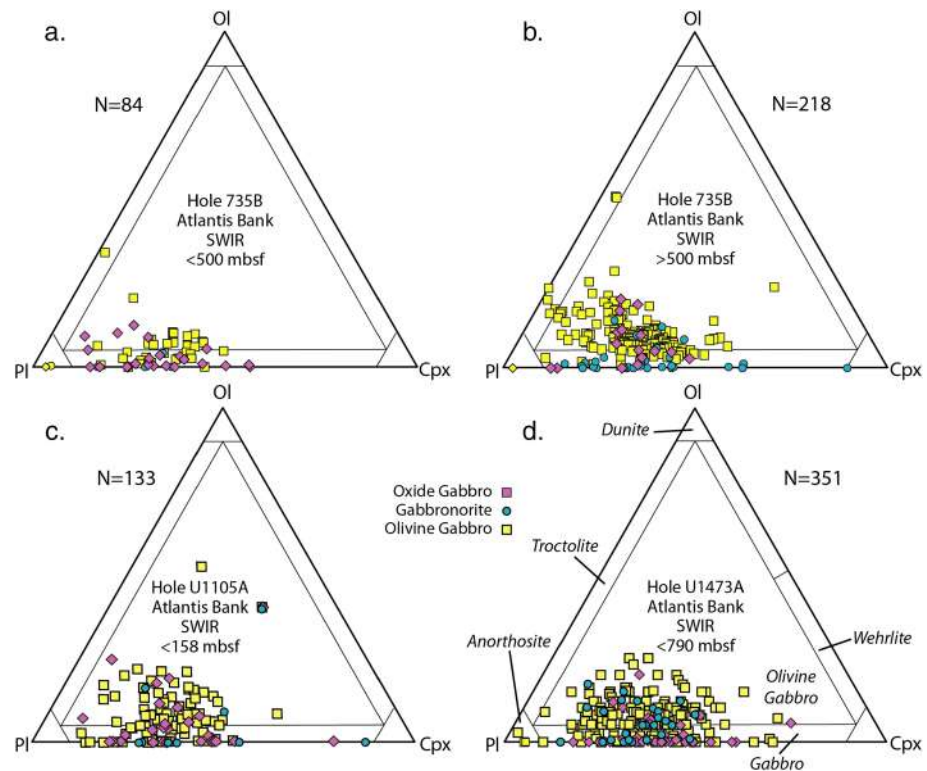 a.
Ol
N=84
Hole 735B
Atlantis Bank
SWIR
<500 mbsf
Pl
Cpx
b.
Ol
N=218
Hole 735B
Atlantis Bank
SWIR
>500 mbsf
Pl
Cpx
c.
Ol
N=133
Hole U1105A
Atlantis Bank
SWIR
<158 mbsf
Pl
Cpx
Oxide Gabbro
Gabbronorite
Olivine Gabbro
d.
Ol
Dunite
N=351
Troctolite
Hole U1473A
Atlantis Bank
SWIR
<790 mbsf
Anorthosite
Wehrlite
Olivine
Gabbro
Pl
Cpx
Gabbro